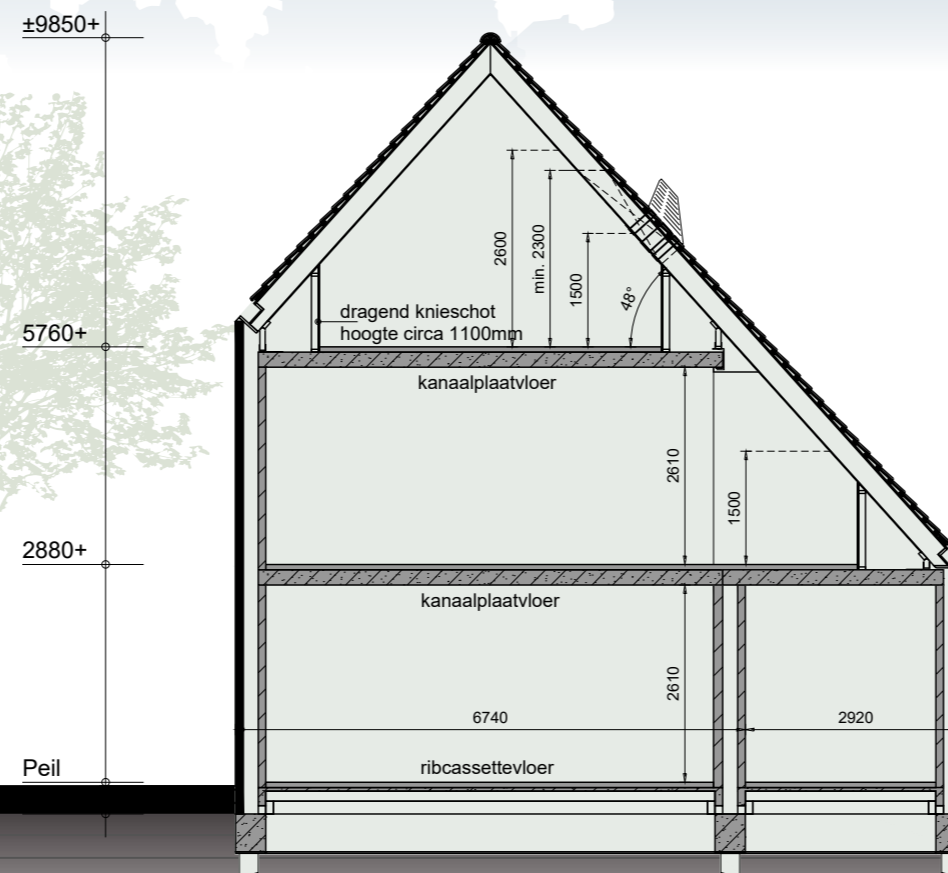 ±9850+
2600
min. 2300
1500
48°
dragend knieschot
hoogte circa 1100mm
5760+
kanaalplaatvloer
2610
1500
2880+
kanaalplaatvloer
2610
6740
2920
Peil
ribcassettevloer